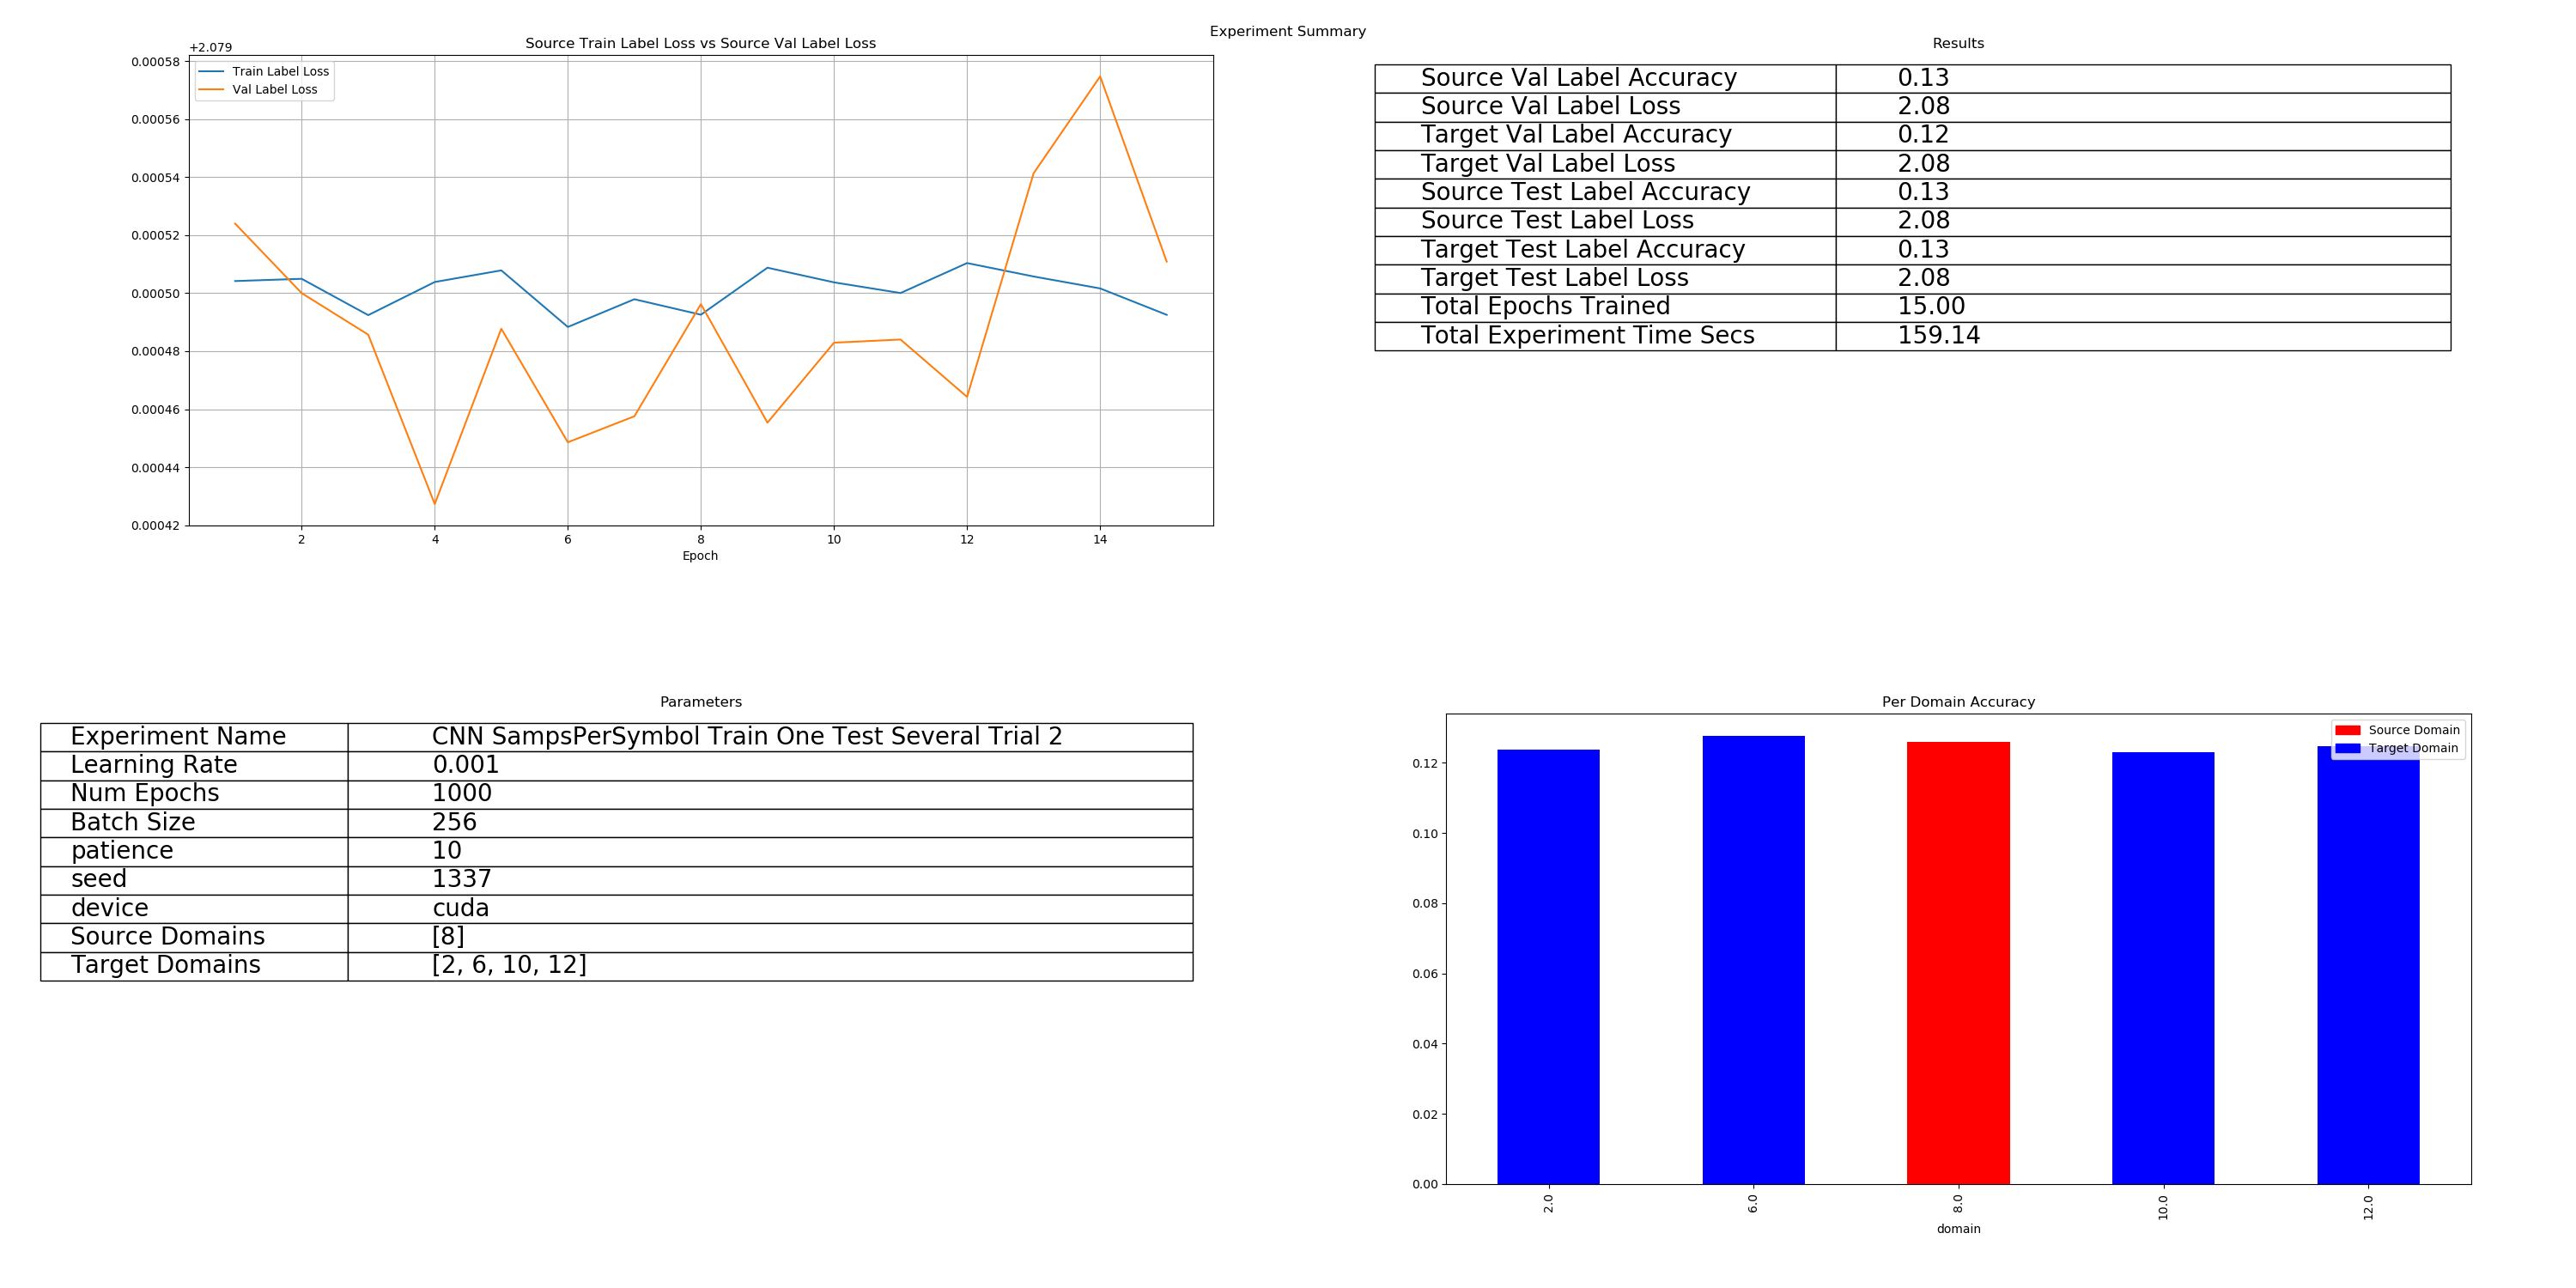 Experiment Summary
Source Train Label Loss vs Source Val Label Loss
+2.079
0.00058
0.00056
0.00054
0.00052
0.00050
0.00048
0.00046
0.00044
0.00042
Train Label Loss
Val Label Loss
2 4 6 8 10 12 14
Epoch
Results
Source Val Label Accuracy 0.13
Source Val Label Loss 2.08
Target Val Label Accuracy 0.12
Target Val Label Loss 2.08
Source Test Label Accuracy 0.13
Source Test Label Loss 2.08
Target Test Label Accuracy 0.13
Target Test Label Loss 2.08
Total Epochs Trained 15.00
Total Experiment Time Secs 159.14
Parameters
Experiment Name CNN SampsPerSymbol Train One Test Several Trial 2
Learning Rate 0.001
Num Epochs 1000
Batch Size 256
patience 10
seed 1337
device cuda
Source Domains [8]
Target Domains [2, 6, 10, 12]
Per Domain Accuracy
Source Domain
Target Domain
0.12
0.10
0.08
0.06
0.04
0.02
0.00
2.0 6.0 8.0 10.0 12.0
domain